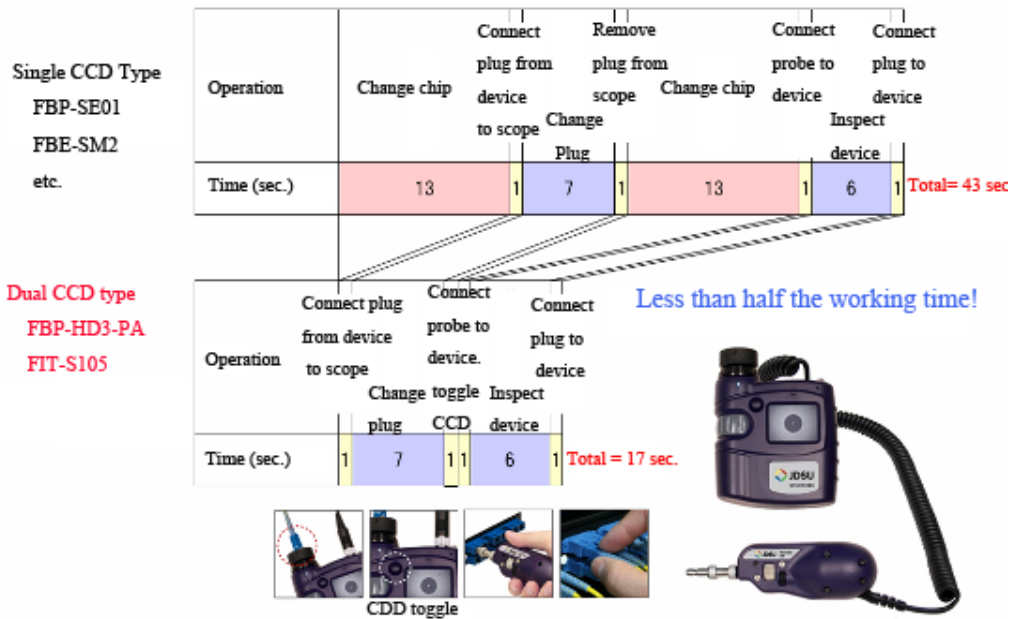 Single CCD Type
FBP-SE01
FBE-SM2
etc.
Operation
Change chip
Connect
plug from
device
to scope
Change
Plug
Remove
plug from
scope
Change chip
Connect
probe to
device
Inspect
device
Connect
plug to
device
Time (sec.)
13
1
7
1
13
1
6
1
Total= 43 sec
Dual CCD type
FBP-HD3-PA
FIT-S105
Operation
Connect plug
from device
to scope
Change
plug
Connect
probe to
device.
toggle
CCD
Inspect
device
Connect
plug to
device
Time (sec.)
1
7
1
1
6
1
Total = 17 sec.
Less than half the working time!
JDSU
JDSU
CDD toggle